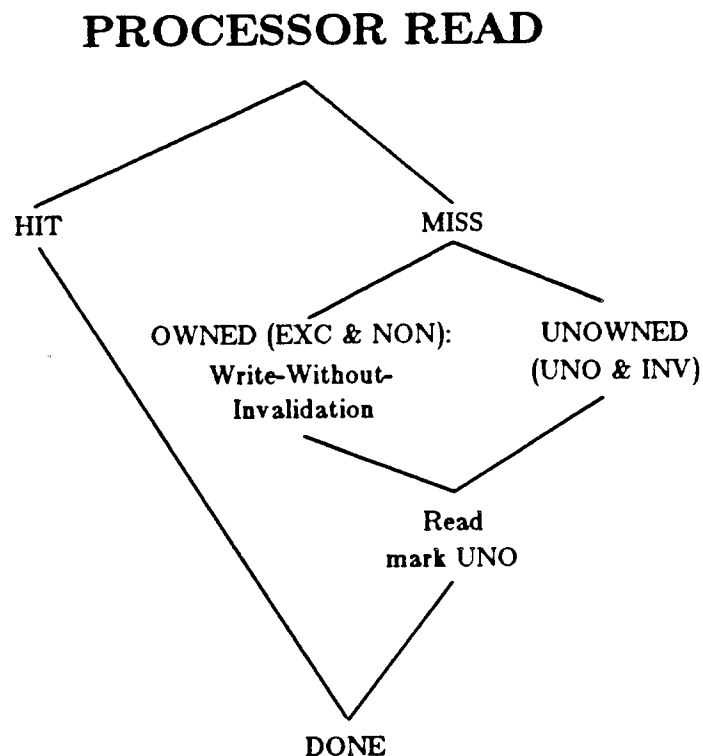 PROCESSOR READ
HIT
MISS
OWNED (EXC & NON):
Write-Without-
Invalidation
UNOWNED
(UNO & INV)
Read
mark UNO
DONE